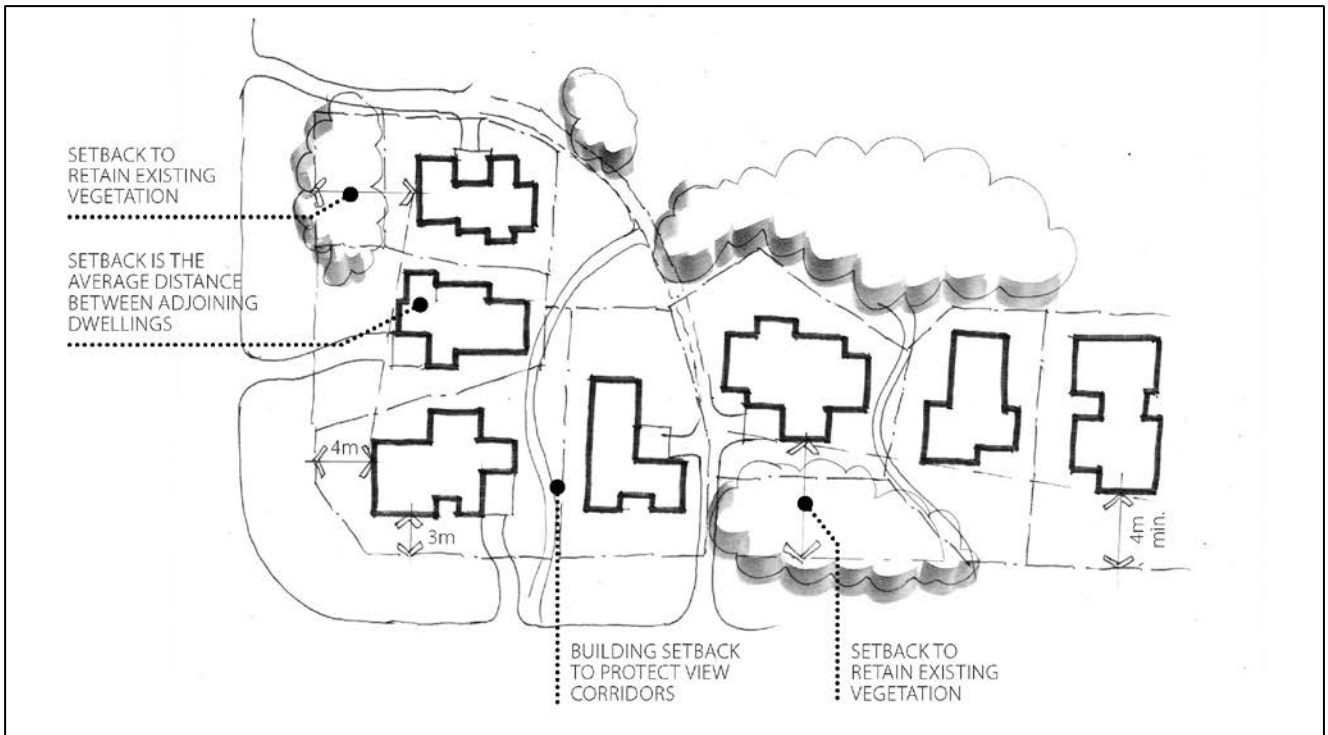 SETBACK TO
RETAIN EXISTING
VEGETATION
SETBACK IS THE
AVERAGE DISTANCE
BETWEEN ADJOINING
DWELLINGS
4m
3m
4m
min.
BUILDING SETBACK
TO PROTECT VIEW
CORRIDORS
SETBACK TO
RETAIN EXISTING
VEGETATION